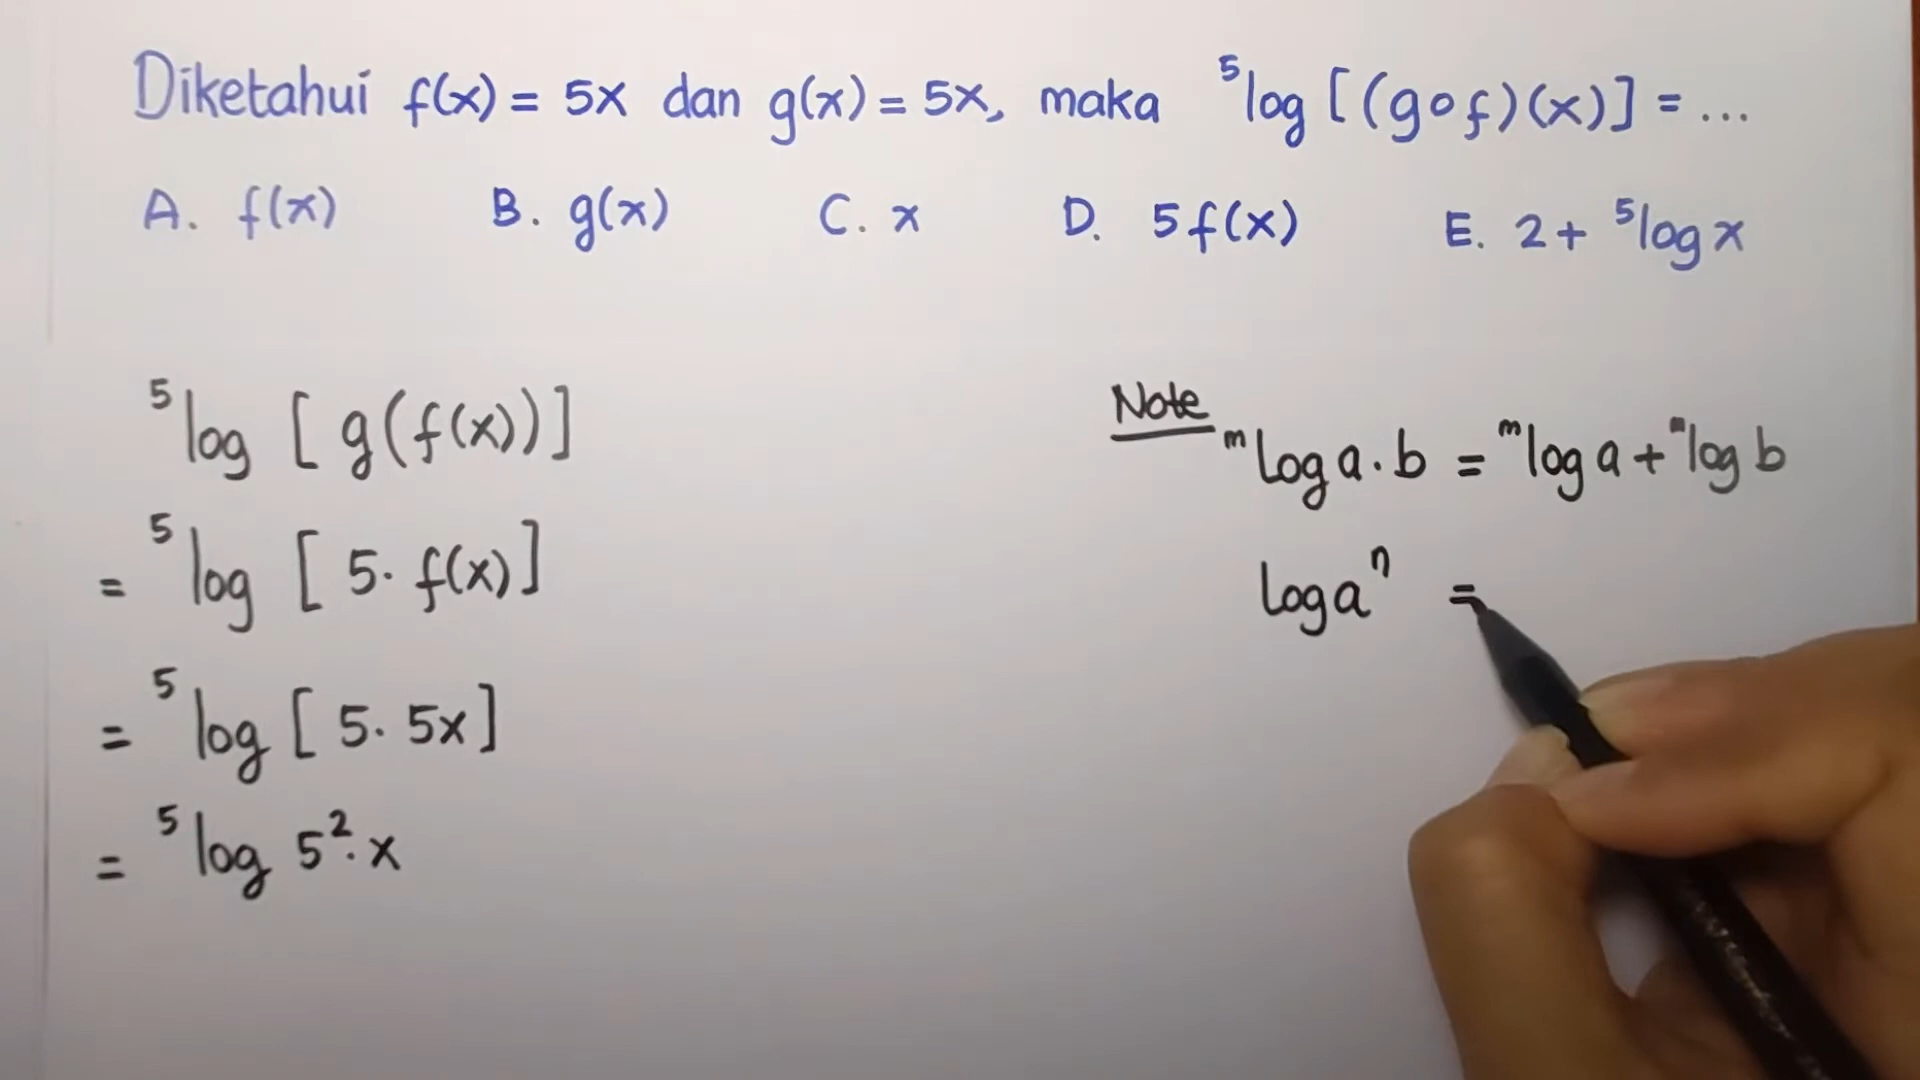 Diketahui f(x) = 5x dan g(x) = 5x, maka ⁵log [(g∘f)(x)] = ...
A. f(x) B. g(x) C. x D. 5f(x) E. 2 + ⁵log x
⁵log [g(f(x))]
= ⁵log [5. f(x)]
= ⁵log [5. 5x]
= ⁵log 5².x
Note
ᵐlog a.b = ᵐlog a + ᵐlog b
log aⁿ =